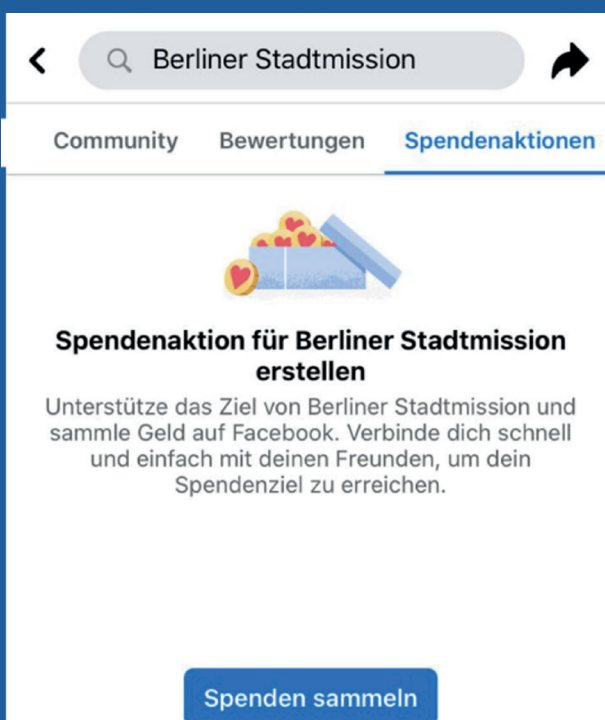 Berliner Stadtmission
Community Bewertungen Spendenaktionen
Spendenaktion für Berliner Stadtmission
erstellen
Unterstütze das Ziel von Berliner Stadtmission und
sammle Geld auf Facebook. Verbinde dich schnell
und einfach mit deinen Freunden, um dein
Spendenziel zu erreichen.
Spenden sammeln